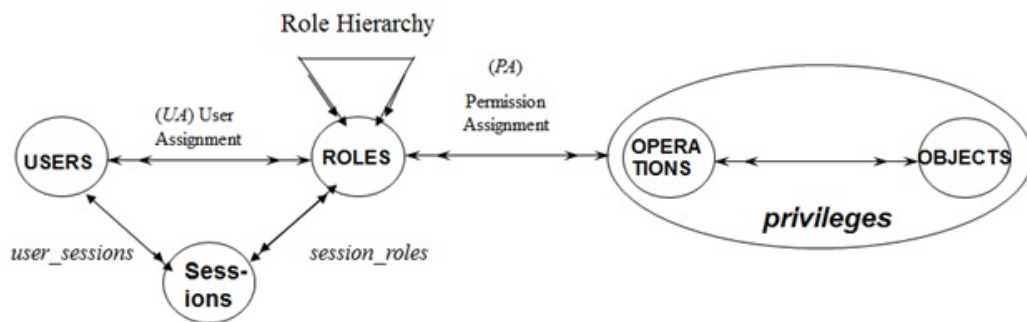 Role Hierarchy
(PA)
Permission
Assignment
(UA) User
Assignment
USERS
ROLES
OPERA
TIONS
OBJECTS
privileges
user_sessions
session_roles
Sess-
ions